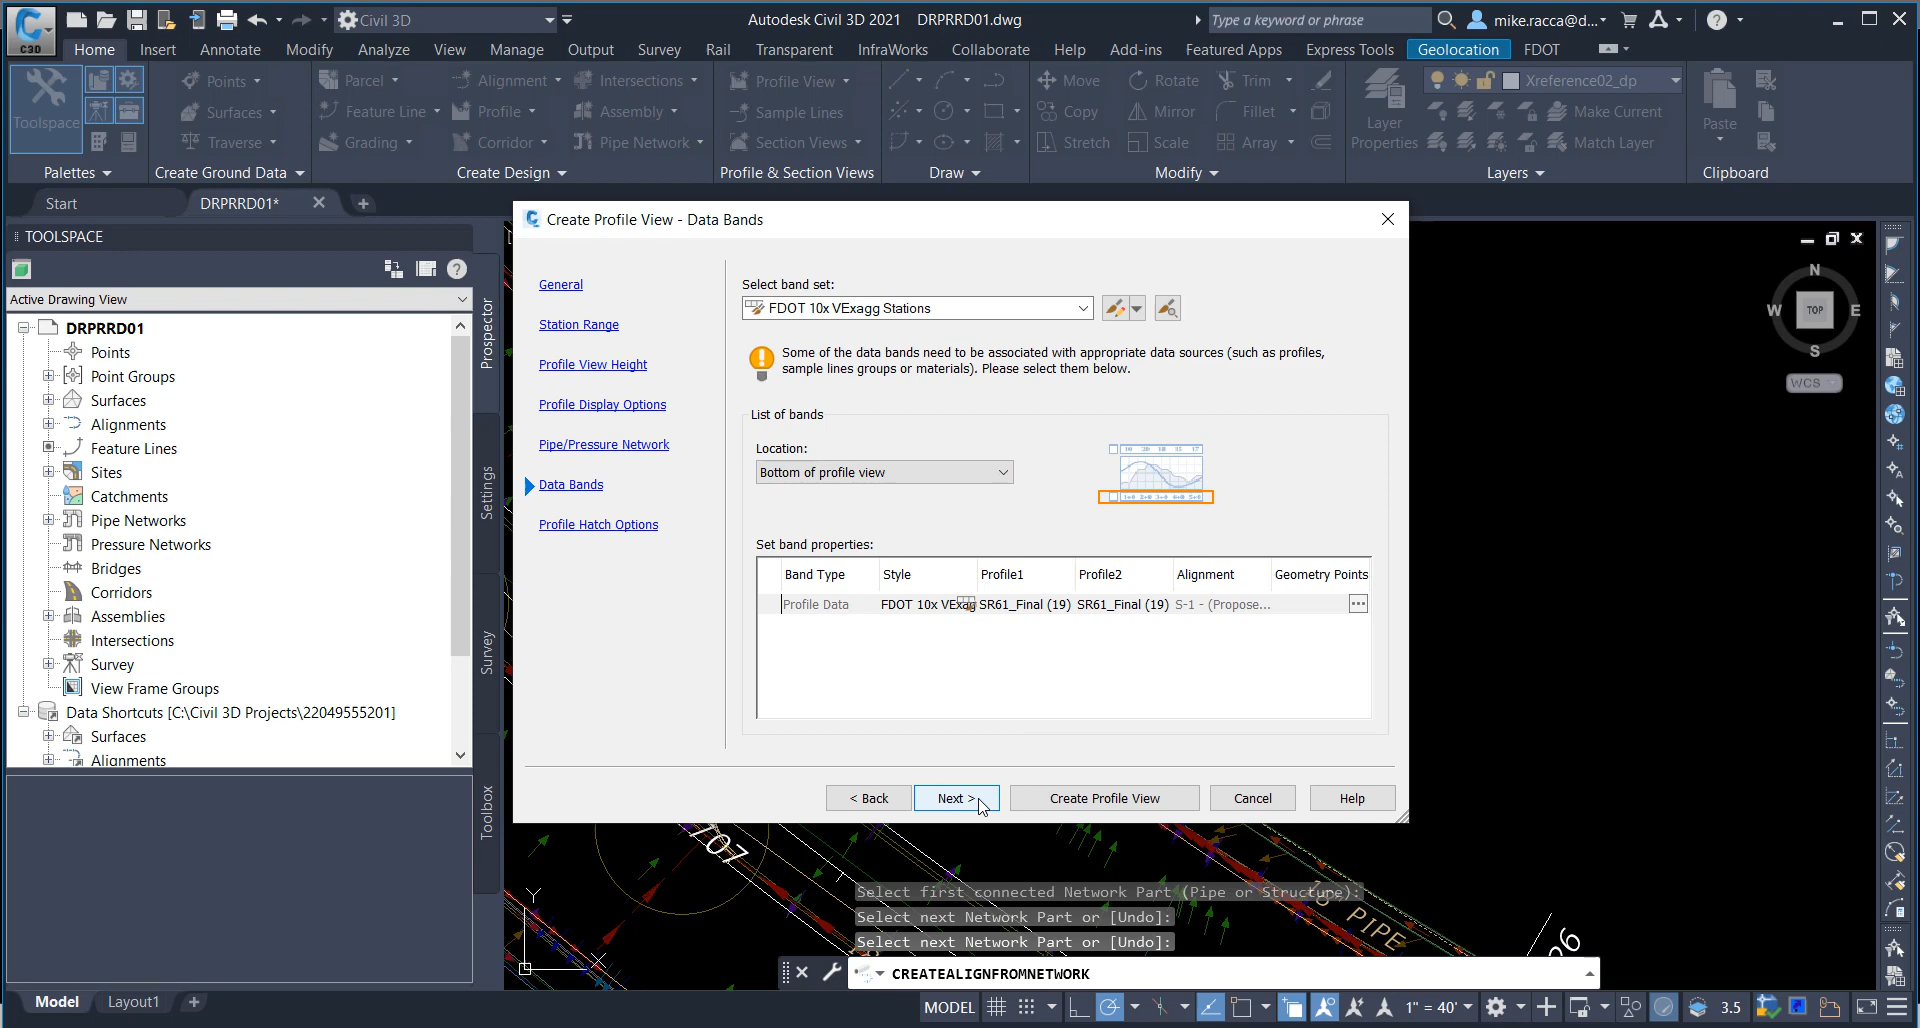 C3D
Civil 3D
Autodesk Civil 3D 2021 DRPRRD01.dwg
Type a keyword or phrase
mike.racca@d...
Home Insert Annotate Modify Analyze View Manage Output Survey Rail Transparent InfraWorks Collaborate Help Add-ins Featured Apps Express Tools Geolocation FDOT
Toolspace
Points
Surfaces
Traverse
Parcel
Feature Line
Grading
Alignment
Profile
Corridor
Intersections
Assembly
Pipe Network
Profile View
Sample Lines
Section Views
Move
Copy
Stretch
Rotate
Mirror
Scale
Trim
Fillet
Array
Layer
Properties
Xreference02_dp
Make Current
Match Layer
Paste
Palettes Create Ground Data Create Design Profile & Section Views Draw Modify Layers Clipboard
Start DRPRRD01*
TOOLSPACE
Active Drawing View
DRPRRD01
Points
Point Groups
Surfaces
Alignments
Feature Lines
Sites
Catchments
Pipe Networks
Pressure Networks
Bridges
Corridors
Assemblies
Intersections
Survey
View Frame Groups
Data Shortcuts [C:\Civil 3D Projects\22049555201]
Surfaces
Alignments
Prospector
Settings
Survey
Toolbox
Create Profile View - Data Bands
General
Station Range
Profile View Height
Profile Display Options
Pipe/Pressure Network
Data Bands
Profile Hatch Options
Select band set:
FDOT 10x VExagg Stations
Some of the data bands need to be associated with appropriate data sources (such as profiles,
sample lines groups or materials). Please select them below.
List of bands
Location:
Bottom of profile view
Set band properties:
Band Type Style Profile1 Profile2 Alignment Geometry Points
Profile Data FDOT 10x VExag SR61_Final (19) SR61_Final (19) S-1 - (Propose... ...
< Back Next > Create Profile View Cancel Help
N
W TOP E
S
WCS
107
18" PIPE
Y
X
Select first connected Network Part (Pipe or Structure):
Select next Network Part or [Undo]:
Select next Network Part or [Undo]:
CREATEALIGNFROMNETWORK
Model Layout1
MODEL 1" = 40' 3.5